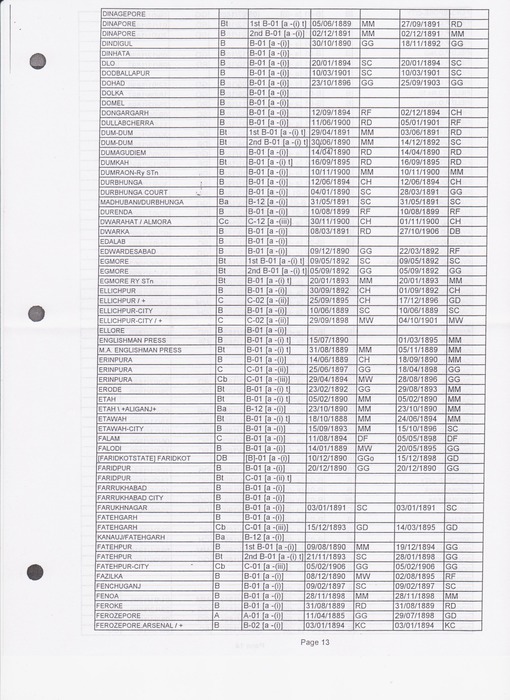 DINAGEPORE
DINAPORE Bt 1st B-01 [a -(i) t] 05/06/1889 MM 27/09/1891 RD
DINAPORE B 2nd B-01 [a -(i)] 02/12/1891 MM 02/12/1891 MM
DINDIGUL B B-01 [a -(i)] 30/10/1890 GG 18/11/1892 GG
DINHATA B B-01 [a -(i)]
DLO B B-01 [a -(i)] 20/01/1894 SC 20/01/1894 SC
DODBALLAPUR B B-01 [a -(i)] 10/03/1901 SC 10/03/1901 SC
DOHAD B B-01 [a -(i)] 23/10/1896 GG 25/09/1903 GG
DOLKA B B-01 [a -(i)]
DOMEL B B-01 [a -(i)]
DONGARGARH B B-01 [a -(i)] 12/09/1894 RF 02/12/1894 CH
DULLABCHERRA B B-01 [a -(i)] 11/06/1900 RD 05/01/1901 RF
DUM-DUM Bt 1st B-01 [a -(i) t] 29/04/1891 MM 03/06/1891 RD
DUM-DUM Bt 2nd B-01 [a -(i) t] 30/06/1890 MM 14/12/1892 SC
DUMAGUDIEM B B-01 [a -(i)] 14/04/1890 RD 14/04/1890 RD
DUMKAH Bt B-01 [a -(i) t] 16/09/1895 RD 16/09/1895 RD
DUMRAON-Ry STn B B-01 [a -(i)] 10/11/1900 MM 10/11/1900 MM
DURBHUNGA B B-01 [a -(i)] 12/06/1894 CH 12/06/1894 CH
DURBHUNGA COURT B B-01 [a -(i)] 04/01/1890 SC 28/03/1891 GG
MADHUBANI/DURBHUNGA Ba B-12 [a -(i)] 31/05/1891 SC 31/05/1891 SC
DURENDA B B-01 [a -(i)] 10/08/1899 RF 10/08/1899 RF
DWARAHAT / ALMORA Cc C-12 [a -(iii)] 30/11/1900 CH 01/11/1900 CH
DWARKA B B-01 [a -(i)] 08/03/1891 RD 27/10/1906 DB
EDALAB B B-01 [a -(i)]
EDWARDESABAD B B-01 [a -(i)] 09/12/1890 GG 22/03/1892 RF
EGMORE Bt 1st B-01 [a -(i) t] 09/05/1892 SC 09/05/1892 SC
EGMORE Bt 2nd B-01 [a -(i) t] 05/09/1892 GG 05/09/1892 GG
EGMORE RY STn Bt B-01 [a -(i) t] 20/01/1893 MM 20/01/1893 MM
ELLICHPUR B B-01 [a -(i)] 30/09/1892 CH 01/09/1892 CH
ELLICHPUR / + C C-02 [a -(ii)] 25/09/1895 CH 17/12/1896 GD
ELLICHPUR-CITY B B-01 [a -(i)] 10/06/1889 SC 10/06/1889 SC
ELLICHPUR-CITY / + C C-02 [a -(ii)] 29/09/1898 MW 04/10/1901 MW
ELLORE B B-01 [a -(i)]
ENGLISHMAN PRESS Bt B-01 [a -(i) t] 15/07/1890 01/03/1895 MM
M.A. ENGLISHMAN PRESS Bt B-01 [a -(i) t] 31/08/1889 MM 05/11/1889 MM
ERINPURA B B-01 [a -(i)] 14/06/1889 CH 18/09/1890 MM
ERINPURA C C-01 [a -(ii)] 25/06/1897 GG 18/04/1898 GG
ERINPURA Cb C-01 [a -(iii)] 29/04/1894 MW 28/08/1896 GG
ERODE Bt B-01 [a -(i) t] 23/02/1892 GG 29/08/1893 MM
ETAH Bt B-01 [a -(i) t] 05/02/1890 MM 05/02/1890 MM
ETAH \ +ALIGANJ+ Ba B-12 [a -(i)] 23/10/1890 MM 23/10/1890 MM
ETAWAH Bt B-01 [a -(i) t] 18/10/1888 MM 24/06/1894 MM
ETAWAH-CITY B B-01 [a -(i)] 15/09/1893 MM 15/10/1896 SC
FALAM C B-01 [a -(i)] 11/08/1894 DF 05/05/1898 DF
FALODI B B-01 [a -(i)] 14/01/1889 MW 20/05/1895 GG
[FARIDKOTSTATE] FARIDKOT DB [B]-01 [a -(i)] 10/12/1890 GGo 15/12/1898 GD
FARIDPUR B B-01 [a -(i)] 20/12/1890 GG 20/12/1890 GG
FARIDPUR Bt C-01 [a -(ii) t]
FARRUKHABAD B B-01 [a -(i)]
FARRUKHABAD CITY B B-01 [a -(i)]
FARUKHNAGAR B B-01 [a -(i)] 03/01/1891 SC 03/01/1891 SC
FATEHGARH B B-01 [a -(i)]
FATEHGARH Cb C-01 [a -(iii)] 15/12/1893 GD 14/03/1895 GD
KANAUJ/FATEHGARH Ba B-12 [a -(i)]
FATEHPUR B 1st B-01 [a -(i)] 09/08/1890 MM 19/12/1894 GG
FATEHPUR Bt 2nd B-01 [a -(i) t] 21/11/1893 SC 28/01/1898 GG
FATEHPUR-CITY Cb C-01 [a -(iii)] 05/02/1906 GG 05/02/1906 GG
FAZILKA B B-01 [a -(i)] 08/12/1890 MW 02/08/1895 RF
FENCHUGANJ B B-01 [a -(i)] 09/02/1897 SC 09/02/1897 SC
FENOA B B-01 [a -(i)] 28/11/1898 MM 28/11/1898 MM
FEROKE B B-01 [a -(i)] 31/08/1889 RD 31/08/1889 RD
FEROZEPORE A A-01 [a -(i)] 11/04/1885 GG 29/07/1898 GD
FEROZEPORE.ARSENAL / + B B-02 [a -(i)] 03/01/1894 KC 03/01/1894 KC
Page 13